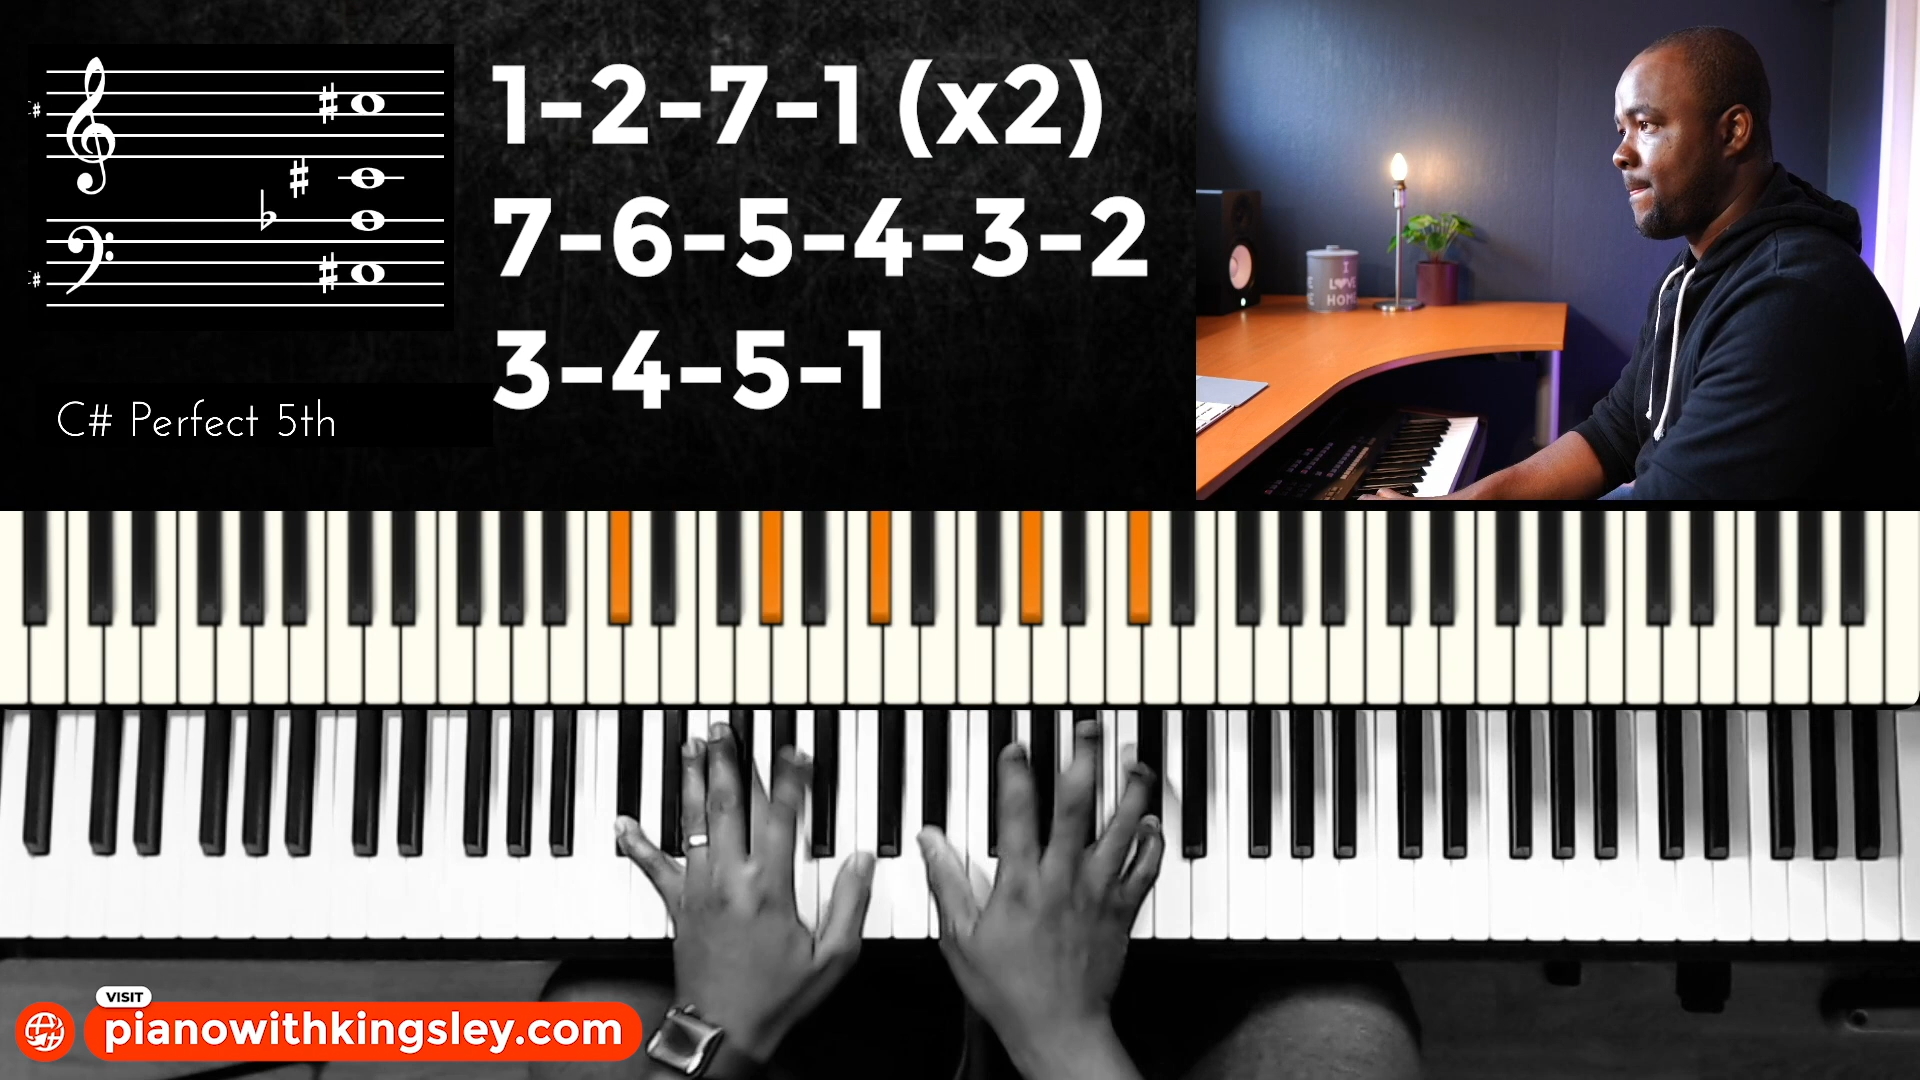 1-2-7-1 (x2)
7-6-5-4-3-2
3-4-5-1
C# Perfect 5th
I
LOVE
HOME
VISIT
pianowithkingsley.com